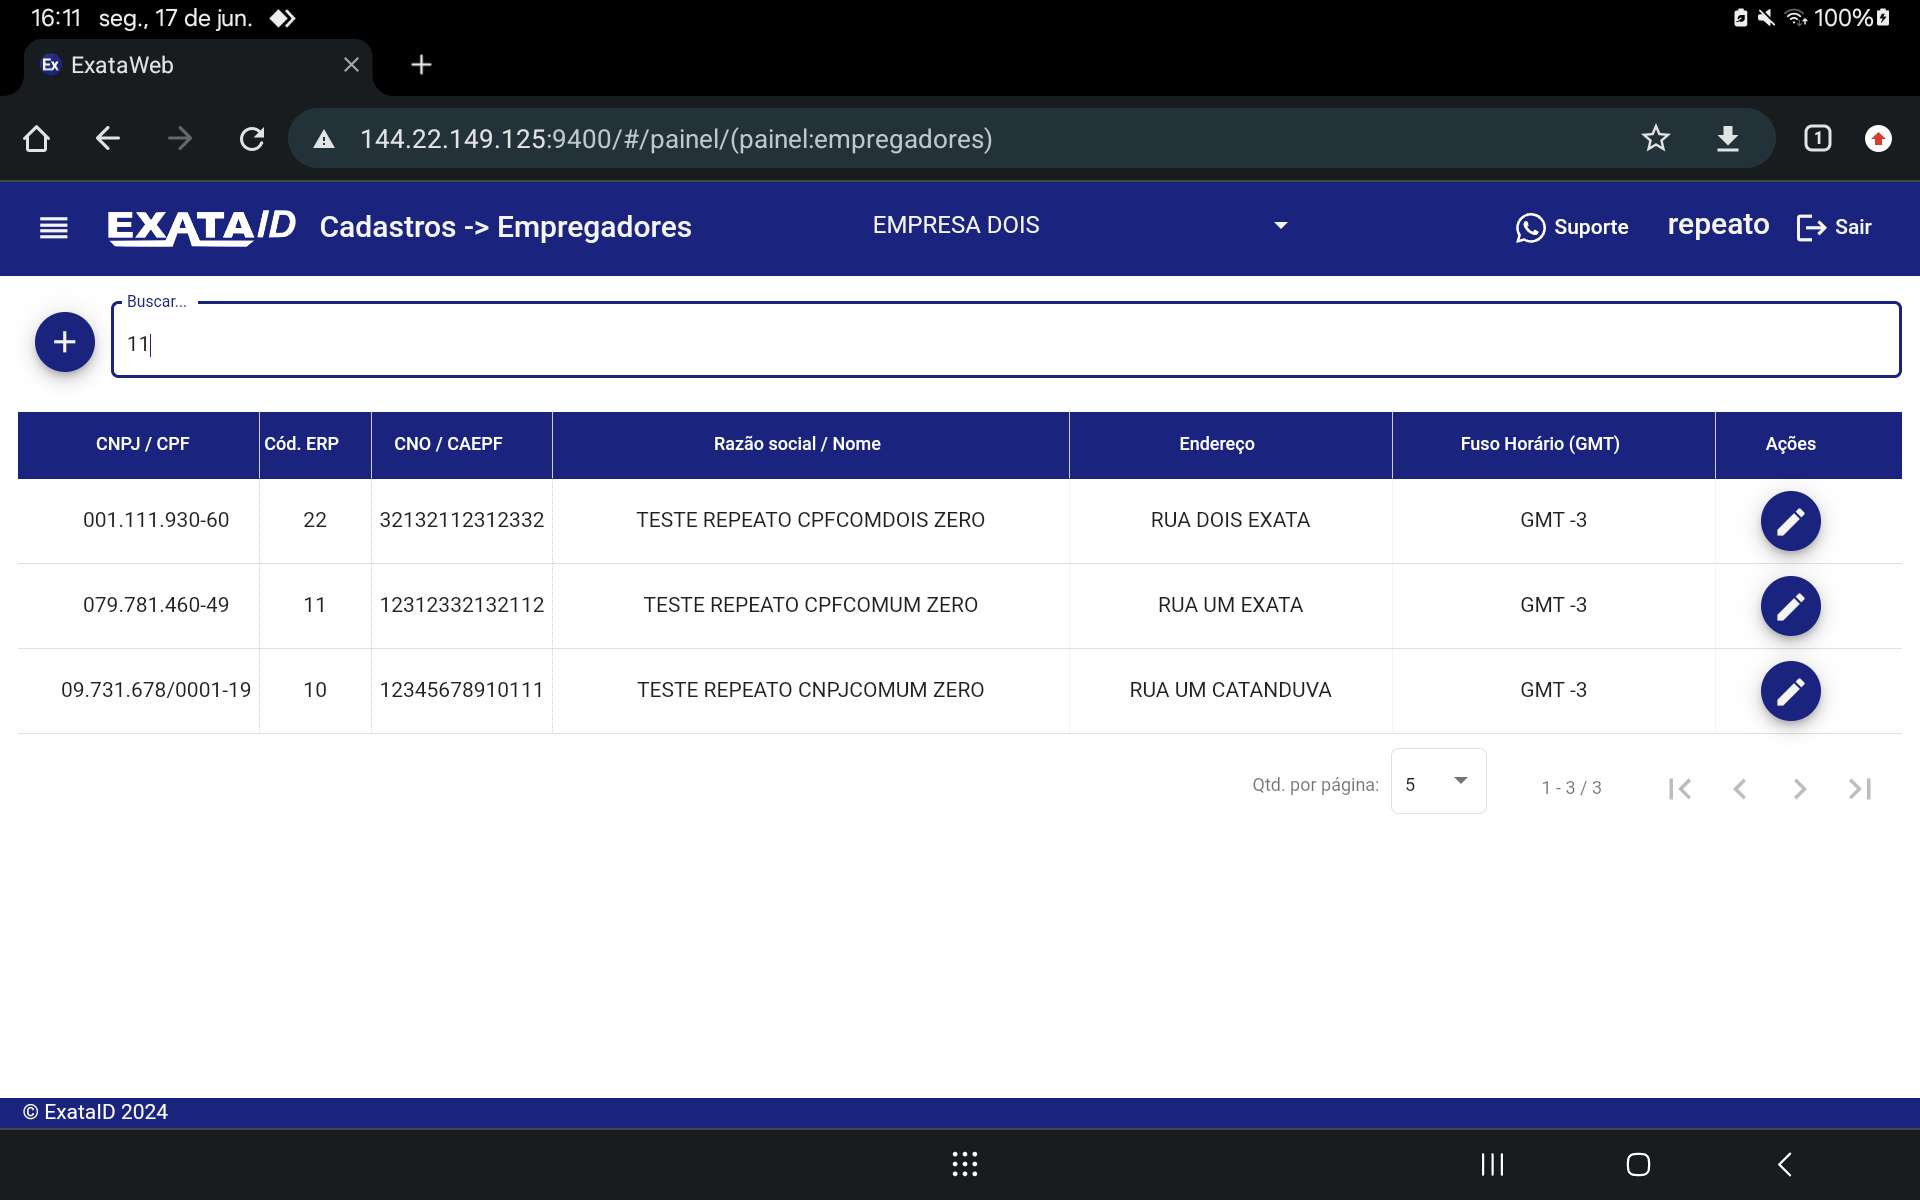 16:11 seg., 17 de jun. 100%
Ex ExataWeb
144.22.149.125:9400/#/painel/(painel:empregadores) 1
EXATAID Cadastros -> Empregadores EMPRESA DOIS Suporte repeato Sair
Buscar...
11
CNPJ / CPF Cód. ERP CNO / CAEPF Razão social / Nome Endereço Fuso Horário (GMT) Ações
001.111.930-60 22 32132112312332 TESTE REPEATO CPFCOMDOIS ZERO RUA DOIS EXATA GMT -3
079.781.460-49 11 12312332132112 TESTE REPEATO CPFCOMUM ZERO RUA UM EXATA GMT -3
09.731.678/0001-19 10 12345678910111 TESTE REPEATO CNPJCOMUM ZERO RUA UM CATANDUVA GMT -3
Qtd. por página: 5 1 - 3 / 3
© ExataID 2024